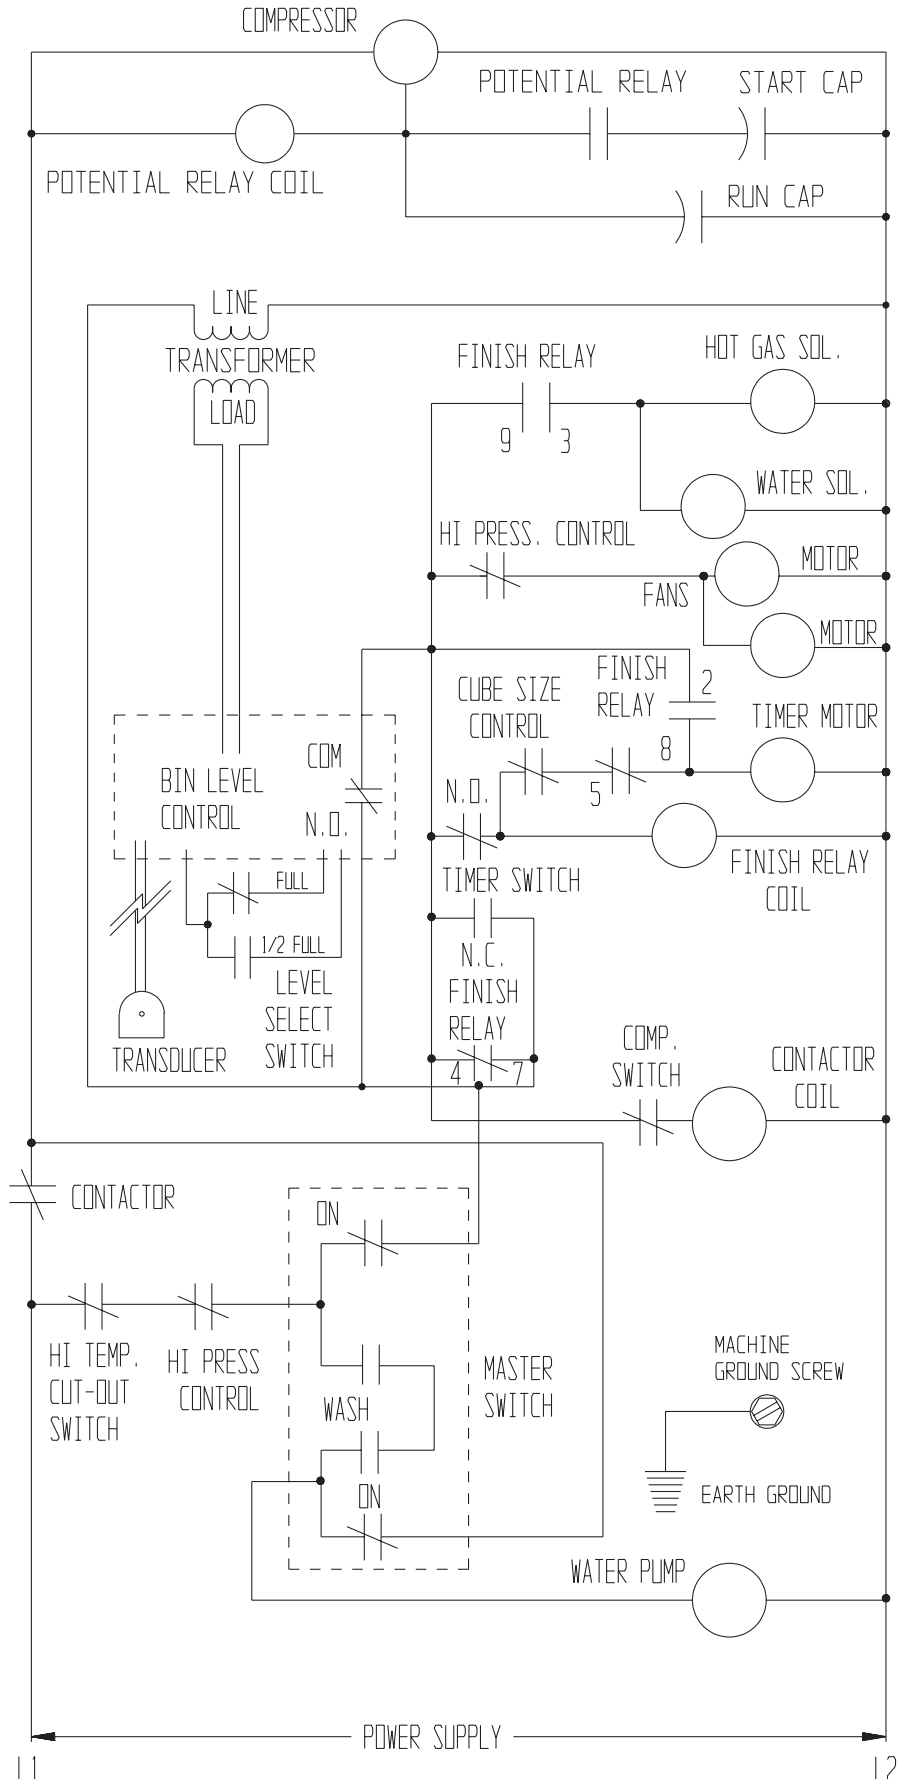 COMPRESSOR
POTENTIAL RELAY
START CAP
POTENTIAL RELAY COIL
RUN CAP
LINE
TRANSFORMER
LOAD
FINISH RELAY
HOT GAS SOL.
9
3
WATER SOL.
HI PRESS. CONTROL
MOTOR
FANS
MOTOR
FINISH
RELAY
2
8
CUBE SIZE
CONTROL
TIMER MOTOR
5
COM
BIN LEVEL
CONTROL
N.O.
N.O.
TIMER SWITCH
FINISH RELAY
COIL
FULL
1/2 FULL
LEVEL
SELECT
SWITCH
N.C.
FINISH
RELAY
4
7
TRANSDUCER
COMP.
SWITCH
CONTACTOR
COIL
CONTACTOR
ON
HI TEMP.
CUT-OUT
SWITCH
HI PRESS
CONTROL
WASH
MASTER
SWITCH
ON
MACHINE
GROUND SCREW
EARTH GROUND
WATER PUMP
POWER SUPPLY
L1
L2